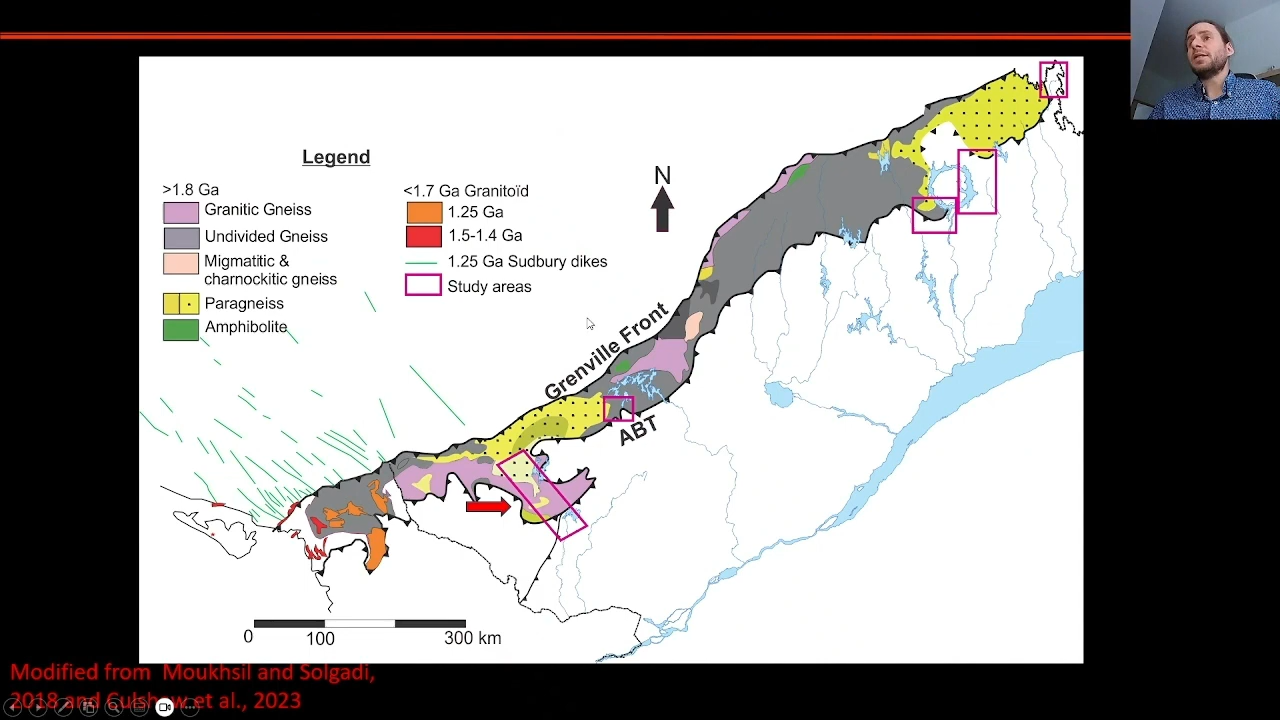 Legend
>1.8 Ga
Granitic Gneiss
Undivided Gneiss
Migmatitic &
charnockitic gneiss
Paragneiss
Amphibolite
<1.7 Ga Granitoïd
1.25 Ga
1.5-1.4 Ga
1.25 Ga Sudbury dikes
Study areas
N
Grenville Front
ABT
0 100 300 km
Modified from Moukhsil and Solgadi,
2018 and Culshaw et al., 2023